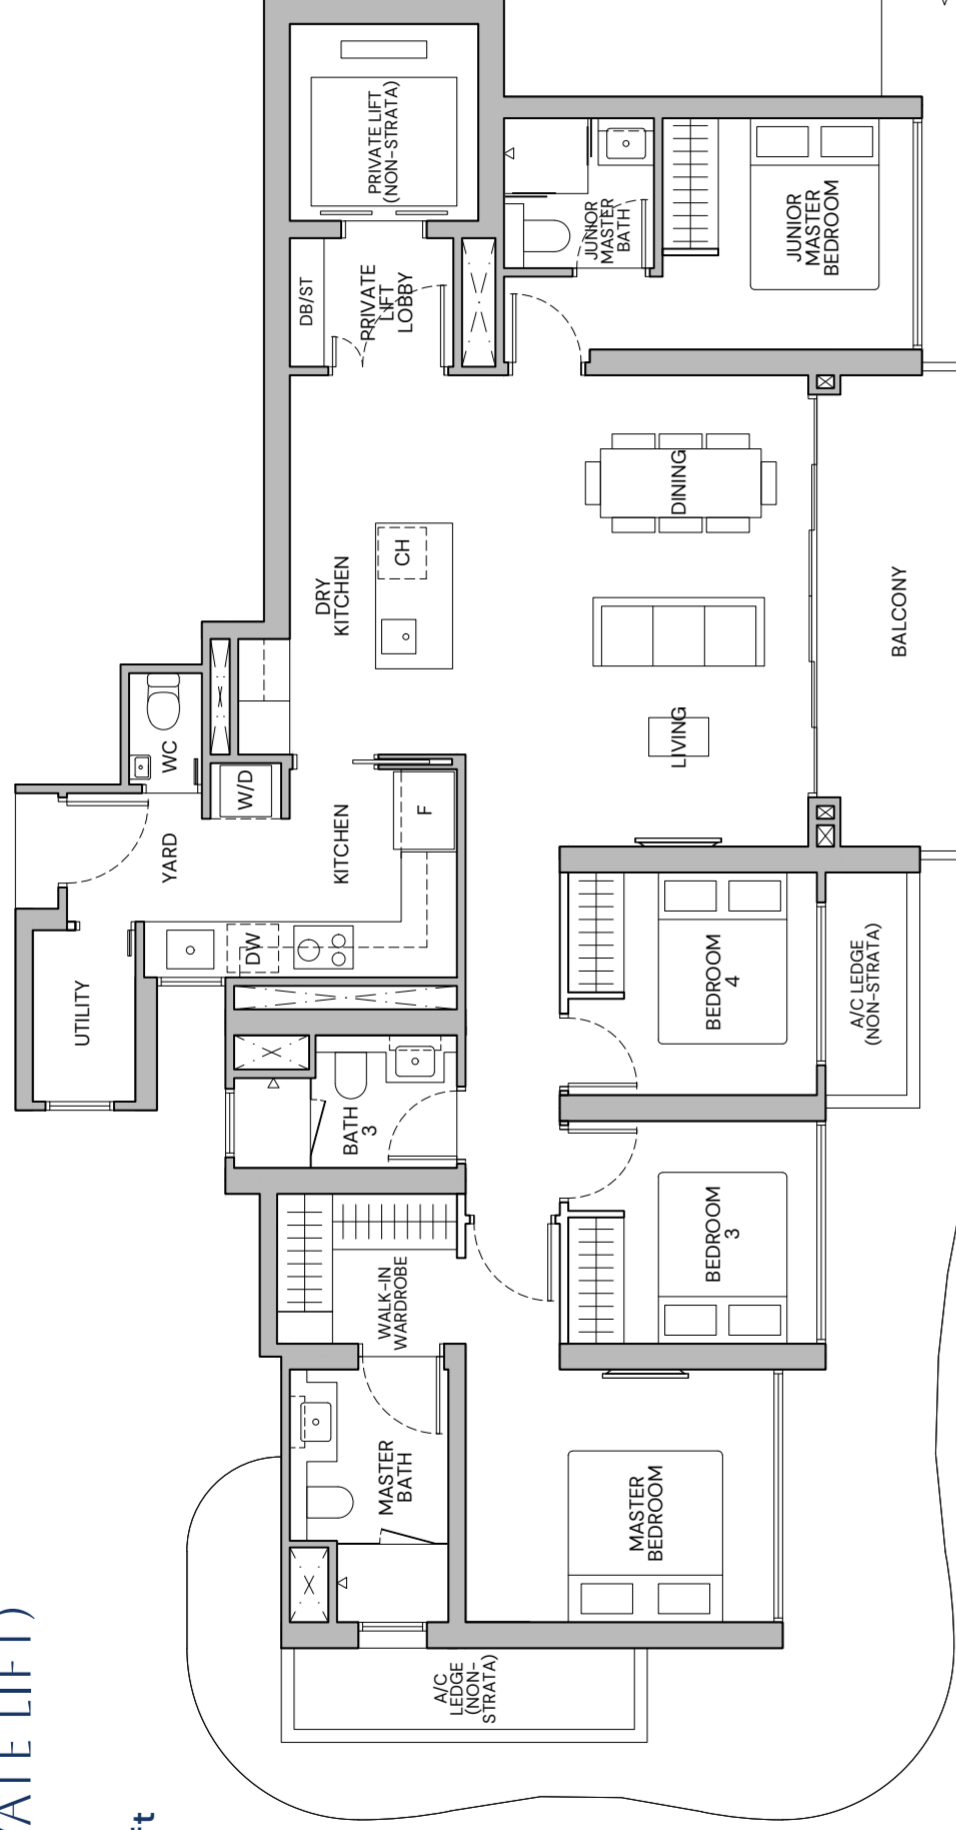 PRIVATE LIFT
(NON-STRATA)
JUNIOR
MASTER
BATH
JUNIOR
MASTER
BEDROOM
DB/ST
PRIVATE
LIFT
LOBBY
DINING
DRY
KITCHEN
CH
BALCONY
LIVING
WC
W/D
YARD
KITCHEN
F
DW
UTILITY
BEDROOM
4
A/C LEDGE
(NON-STRATA)
BATH
3
BEDROOM
3
WALK-IN
WARDROBE
MASTER
BATH
MASTER
BEDROOM
A/C
LEDGE
(NON-
STRATA)
ATE LIFT)